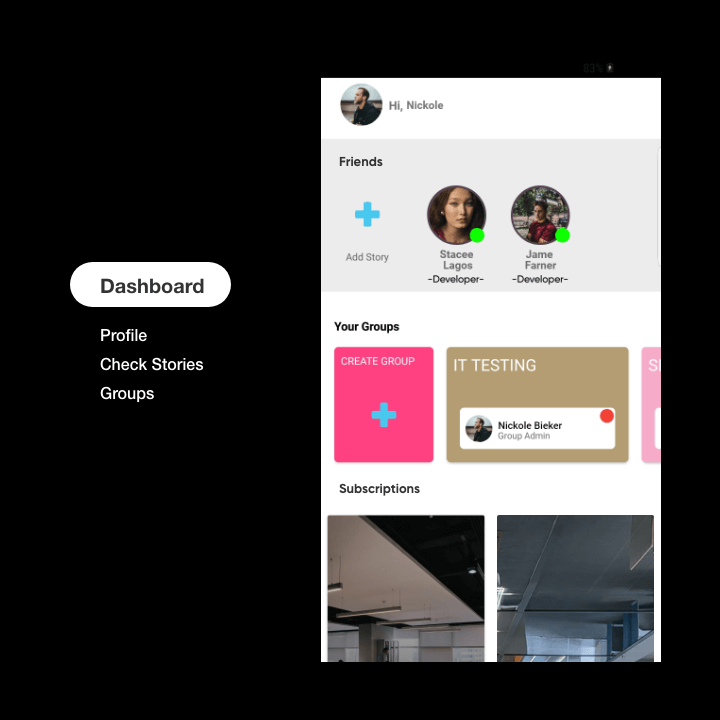 83%
Hi, Nickole
Friends
Add Story
Stacee
Lagos
-Developer-
Jame
Farner
-Developer-
Dashboard
Profile
Check Stories
Groups
Your Groups
CREATE GROUP
IT TESTING
Nickole Bieker
Group Admin
Subscriptions